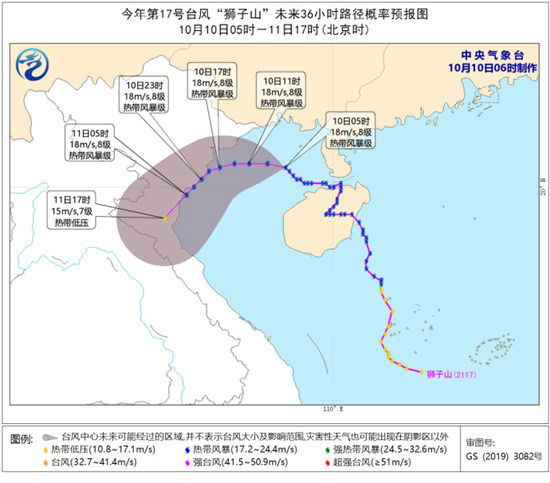 今年第17号台风“狮子山”未来36小时路径概率预报图
10月10日05时—11日17时(北京时)
中央气象台
10月10日06时制作
10日23时
18m/s,8级
热带风暴级
10日17时
18m/s,8级
热带风暴级
10日11时
18m/s,8级
热带风暴级
10日05时
18m/s,8级
热带风暴级
11日05时
18m/s,8级
热带风暴级
11日17时
15m/s,7级
热带低压
20°N
狮子山(2117)
110°E
图例:
台风中心未来可能经过的区域,并不表示台风大小及影响范围,灾害性天气也可能出现在阴影区以外
热带低压(10.8~17.1m/s)
热带风暴(17.2~24.4m/s)
强热带风暴(24.5~32.6m/s)
台风(32.7~41.4m/s)
强台风(41.5~50.9m/s)
超强台风(≥51m/s)
审图号:
GS (2019) 3082号